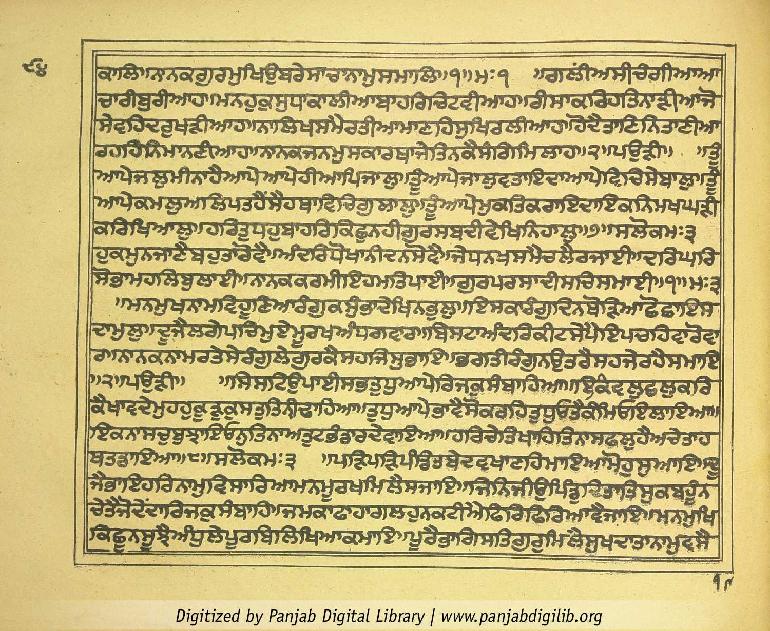 ੯੪
ਕਾਲਿ॥ਨਾਨਕਗੁਰਮੁਖਿਉਬਰੇਸਾਚਾਨਾਮੁਸਮਾਲਿ॥੧॥ਮਃ੧ ॥ਗਲਂੀਅਸੀਚੰਗੀਆਆ
ਚਾਰੀਬੁਰੀਆਹ॥ਮਨਹੁਕੁਸੁਧਾਕਾਲੀਆਬਾਹਰਿਚਿਟਵੀਆਹ॥ਰੀਸਾਕਰਿਹਤਿਨਾੜੀਆਜੋ
ਸੇਵਹਿਦਰੁਖੜੀਆਹ॥ਨਾਲਿਖਸਮੈਰਤੀਆਮਾਣਹਿਸੁਖਿਰਲੀਆਹ॥ਹੋਦੈਤਾਣਿਨਿਤਾਣੀਆ
ਰਹਹਿਨਿਮਾਨਣੀਆਹ॥ਨਾਨਕਜਨਮੁਸਕਾਰਥਾਜੇਤਿਨਕੈਸੰਗਿਮਿਲਾਹ॥੨॥ਪਉੜੀ॥ ॥ਤੂੰ
ਆਪੇਜਲੁਮੀਨਾਹੈਆਪੇਆਪੇਹੀਆਪਿਜਾਲੁ॥ਤੂੰਆਪੇਜਾਲੁਵਤਾਇਦਾਆਪੇਵਿਚਿਸੇਬਾਲੁ॥ਤੂੰ
ਆਪੇਕਮਲੁਅਲਿਪਤੁਹੈਸੈਹਥਾਵਿਚਿਗੁਲਾਲੁ॥ਤੂੰਆਪੇਮੁਕਤਿਕਰਾਇਦਾਇਕਨਿਮਖਘੜੀ
ਕਰਿਖਿਆਲੁ॥ਹਰਿਤੁਧਹੁਬਾਹਰਿਕਿਛੁਨਹੀਗੁਰਸਬਦੀਵੇਖਿਨਿਹਾਲੁ॥੭॥ਸਲੋਕਮਃ੩
ਹੁਕਮੁਨਜਾਣੈਬਹੁਤਾਰੋਵੈ॥ਅੰਦਰਿਧੋਖਾਨੀਦਨਸੋਵੈ॥ਜੇਧਨਖਸਮੈਚਲੈਰਜਾਈ॥ਦਰਿਘਰਿ
ਸੋਭਾਮਹਲਿਬੁਲਾਈ॥ਨਾਨਕਕਰਮੀਇਹਮਤਿਪਾਈ॥ਗੁਰਪਰਸਾਦੀਸਚਿਸਮਾਈ॥੧॥ਮਃ੩
॥ਮਨਮੁਖਨਾਮਵਿਹੂਣਿਆਰੰਗੁਕਸੁੰਭਾਦੇਖਿਨਭੁਲੁ॥ਇਸਕਾਰੰਗੁਦਿਨਥੋੜਿਆਛੋਛਾਇਸ
ਦਾਮੁਲੁ॥ਦੂਜੈਲਗੇਪਚਿਮੁਏਮੂਰਖਅੰਧਗਵਾਰ॥ਬਿਸਟਾਅੰਦਰਿਕੀਟਸੇਪੈਪਚਹਿਵਾਰੋਵਾ
ਰ॥ਨਾਨਕਨਾਮਰਤੇਸੇਰੰਗੁਲੇਗੁਰਕੈਸਹਜਿਸੁਭਾਇ॥ਭਗਤੀਰੰਗੁਨਉਤਰੈਸਹਜੇਰਹੈਸਮਾਇ
॥੨॥ਪਉੜੀ॥ ॥ਸਿਸਟਿਉਪਾਈਸਭਤੁਧੁਆਪੇਰਿਜਕੁਸੰਬਾਹਿਆ॥ਇਕਿਵਲੁਛਲੁਕਰਿ
ਕੈਖਾਵਦੇਮੁਹਹੁਕੂੜੁਕੁਸਤੁਤਿਨੀਢਾਹਿਆ॥ਤੁਧੁਆਪੇਭਾਵੈਸੋਕਰਹਿਤੁਧੁਓਤੈਕੰਮਿਓਇਲਾਇਆ॥
ਇਕਨਾਸਚੁਬੁਝਾਇਓਨੁਤਿਨਾਅਤੁਟਭੰਡਾਰਦੇਵਾਇਆ॥ਹਰਿਚੇਤਿਖਾਹਿਤਿਨਾਸਫਲੁਹੈਅਚੇਤਾਹ
ਥਤਡਾਇਆ॥੮॥ਸਲੋਕਮਃ੩ ॥ਪੜਿਪੜਿਪੰਡਿਤਬੇਦਵਖਾਣਹਿਮਾਇਆਮੋਹਸੁਆਇ॥ਦੂ
ਜੈਭਾਇਹਰਿਨਾਮੁਵਿਸਾਰਿਆਮਨਮੂਰਖਮਿਲੈਸਜਾਇ॥ਜਿਨਿਜੀਉਪਿੰਡੁਦਿਤਾਤਿਸੁਕਬਹੂੰਨ
ਚੇਤੈਜੋਦੇਂਦਾਰਿਜਕੁਸੰਬਾਹਿ॥ਜਮਕਾਫਾਹਾਗਲਹੁਨਕਟੀਐਫਿਰਿਫਿਰਿਆਵੈਜਾਇ॥ਮਨਮੁਖਿ
ਕਿਛੂਨਸੂਝੈਅੰਧੁਲੇਪੂਰਬਿਲਿਖਿਆਕਮਾਇ॥ਪੂਰੈਭਾਗਿਸਤਿਗੁਰੁਮਿਲੈਸੁਖਦਾਤਾਨਾਮੁਵਸੈ
Digitized by Panjab Digital Library | www.panjabdigilib.org